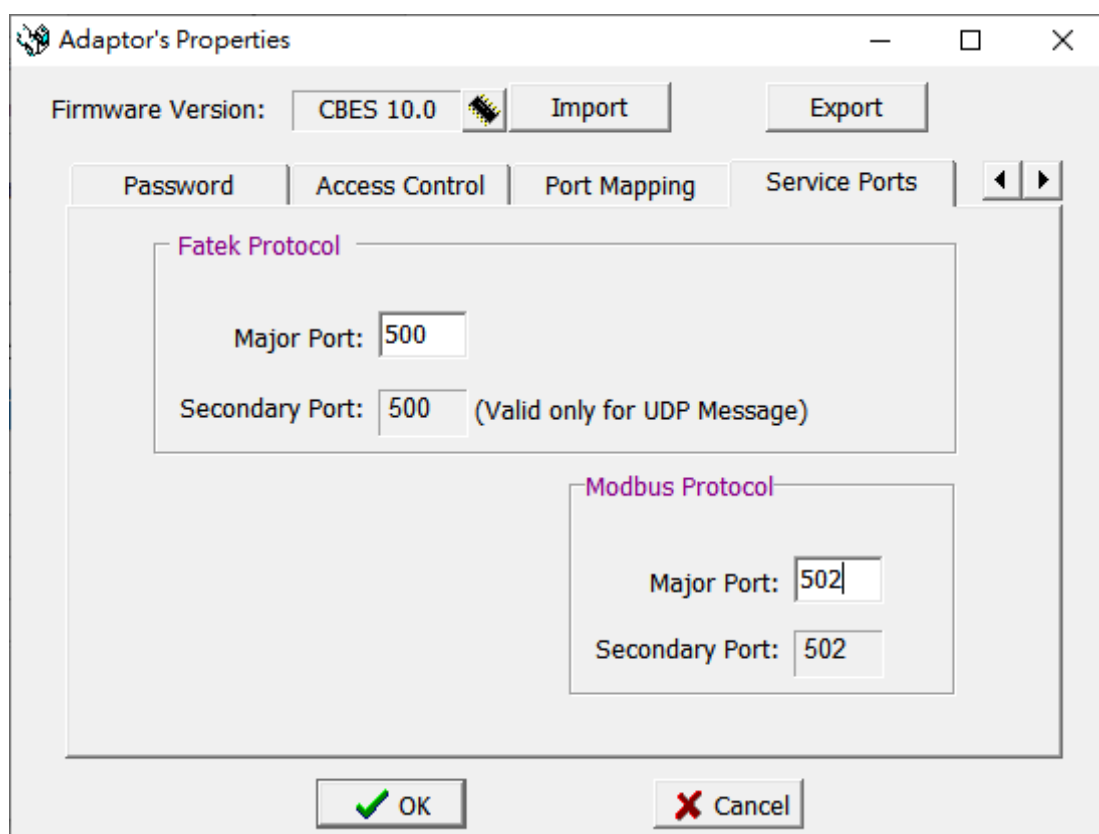 Adaptor's Properties
Firmware Version: CBES 10.0 Import Export
Password Access Control Port Mapping Service Ports
Fatek Protocol
Major Port: 500
Secondary Port: 500 (Valid only for UDP Message)
Modbus Protocol
Major Port: 502
Secondary Port: 502
OK Cancel